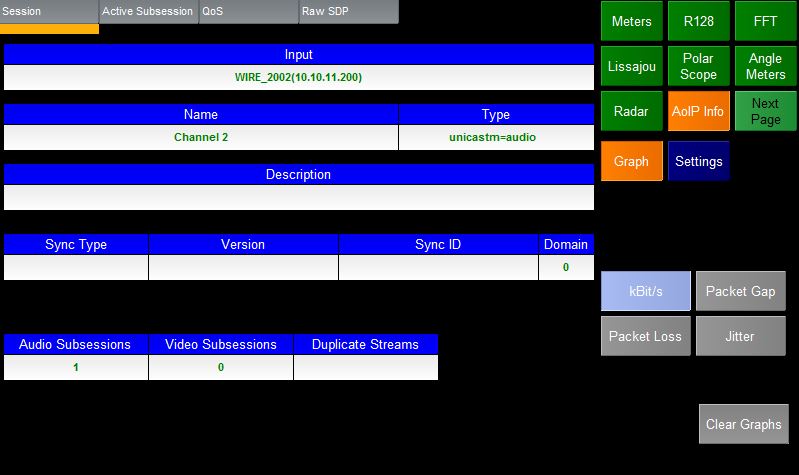 Session Active Subsession QoS Raw SDP
Input
WIRE_2002(10.10.11.200)
Name Type
Channel 2 unicastm=audio
Description
Sync Type Version Sync ID Domain
0
Audio Subsessions Video Subsessions Duplicate Streams
1 0
Meters R128 FFT
Lissajou Polar Scope Angle Meters
Radar AoIP Info Next Page
Graph Settings
kBit/s Packet Gap
Packet Loss Jitter
Clear Graphs